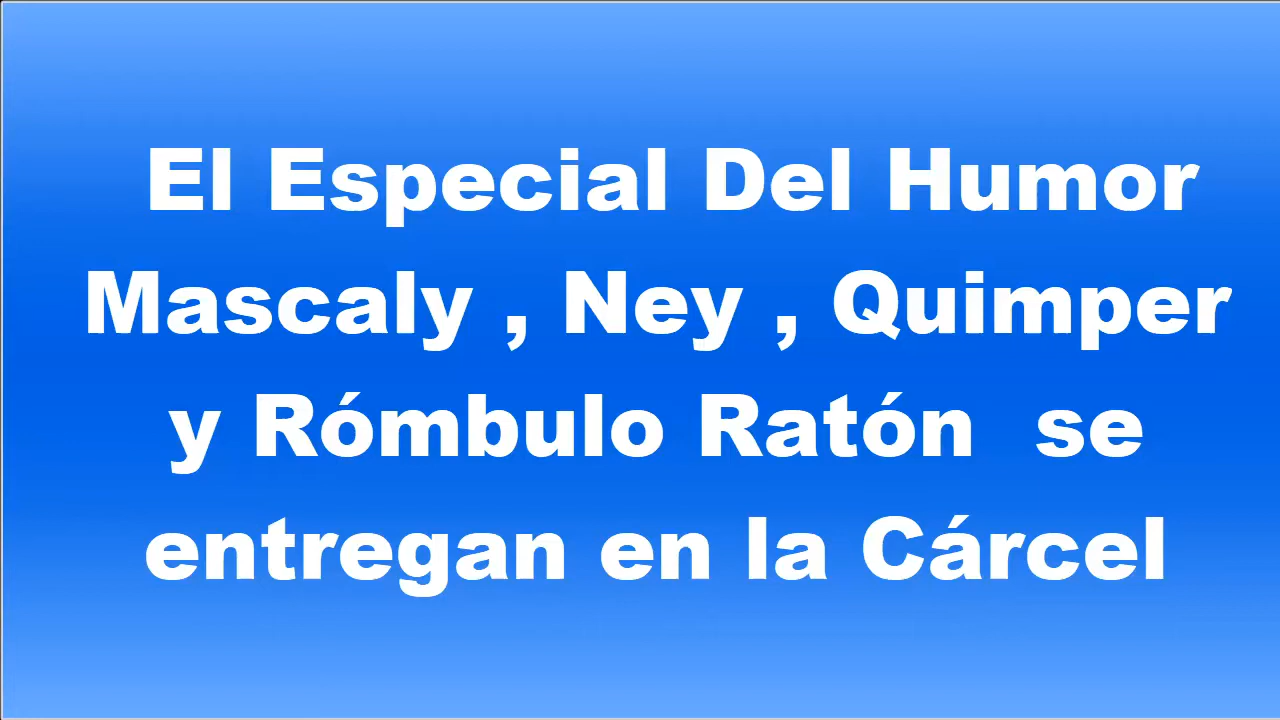 El Especial Del Humor
Mascaly , Ney , Quimper
y Rómbulo Ratón se
entregan en la Cárcel